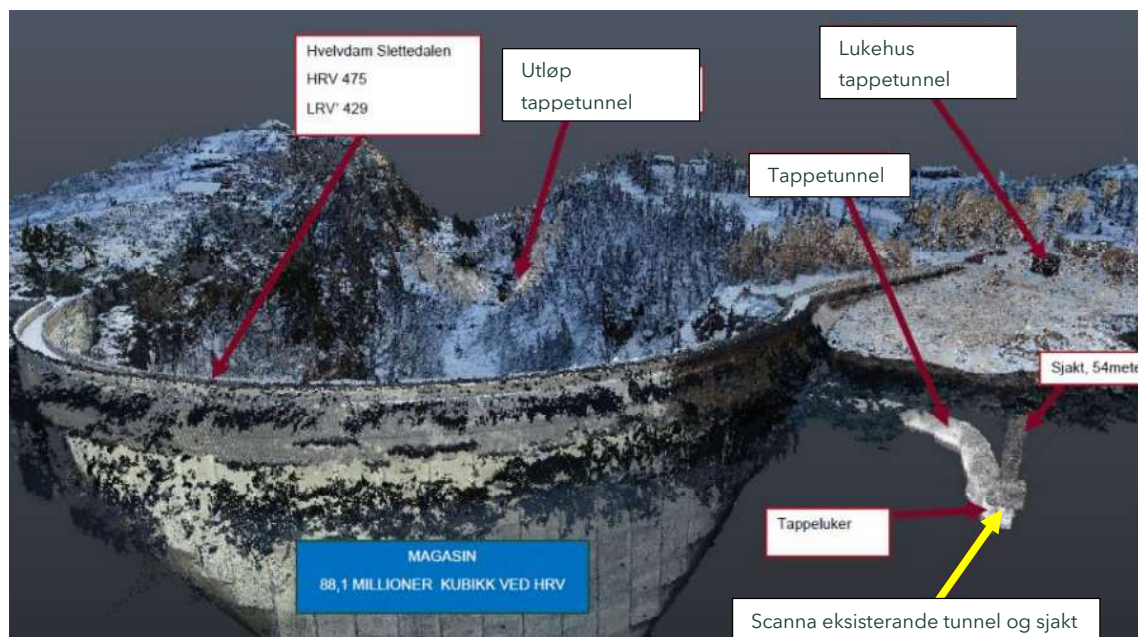 Hvelvdam Slettedalen
HRV 475
LRV' 429
Utløp
tappetunnel
Lukehus
tappetunnel
Tappetunnel
Sjakt, 54mete
Tappeluker
MAGASIN
88,1 MILLIONER KUBIKK VED HRV
Scanna eksisterande tunnel og sjakt